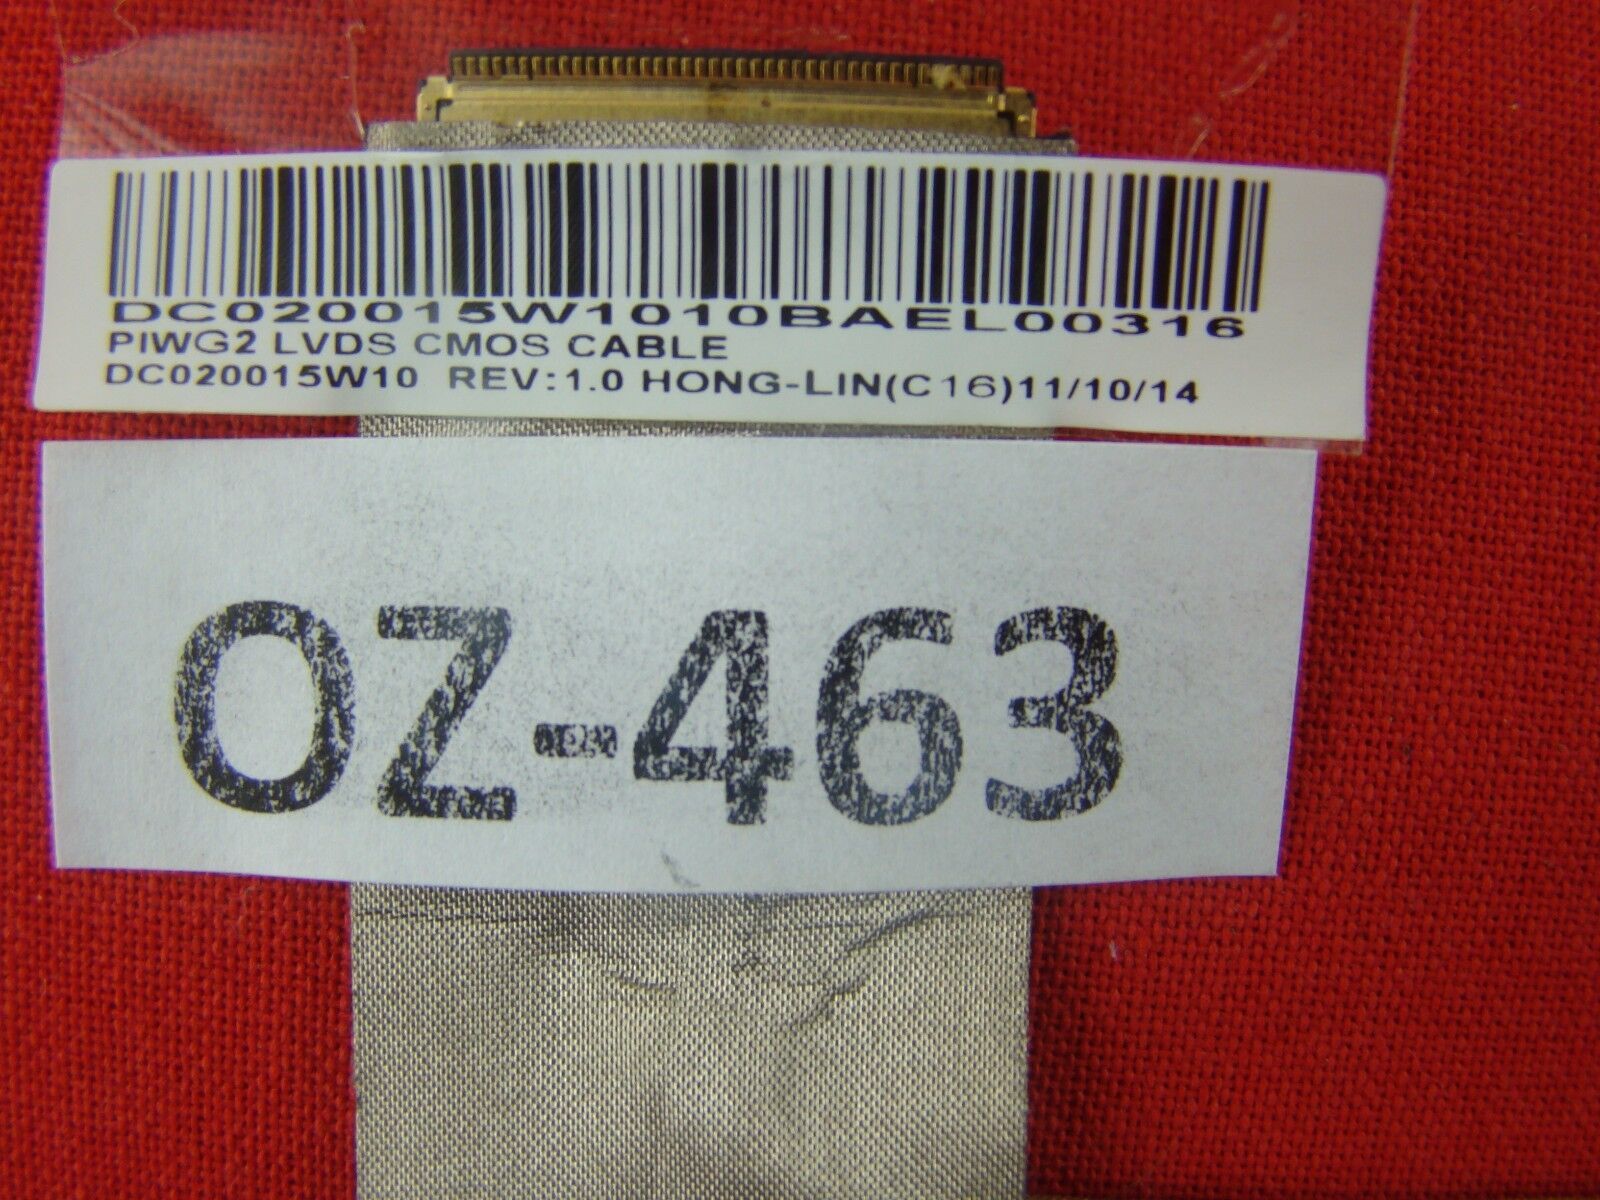 DC020015W1010BAEL00316
PIWG2 LVDS CMOS CABLE
DC020015W10 REV:1.0 HONG-LIN(C16)11/10/14
OZ-463